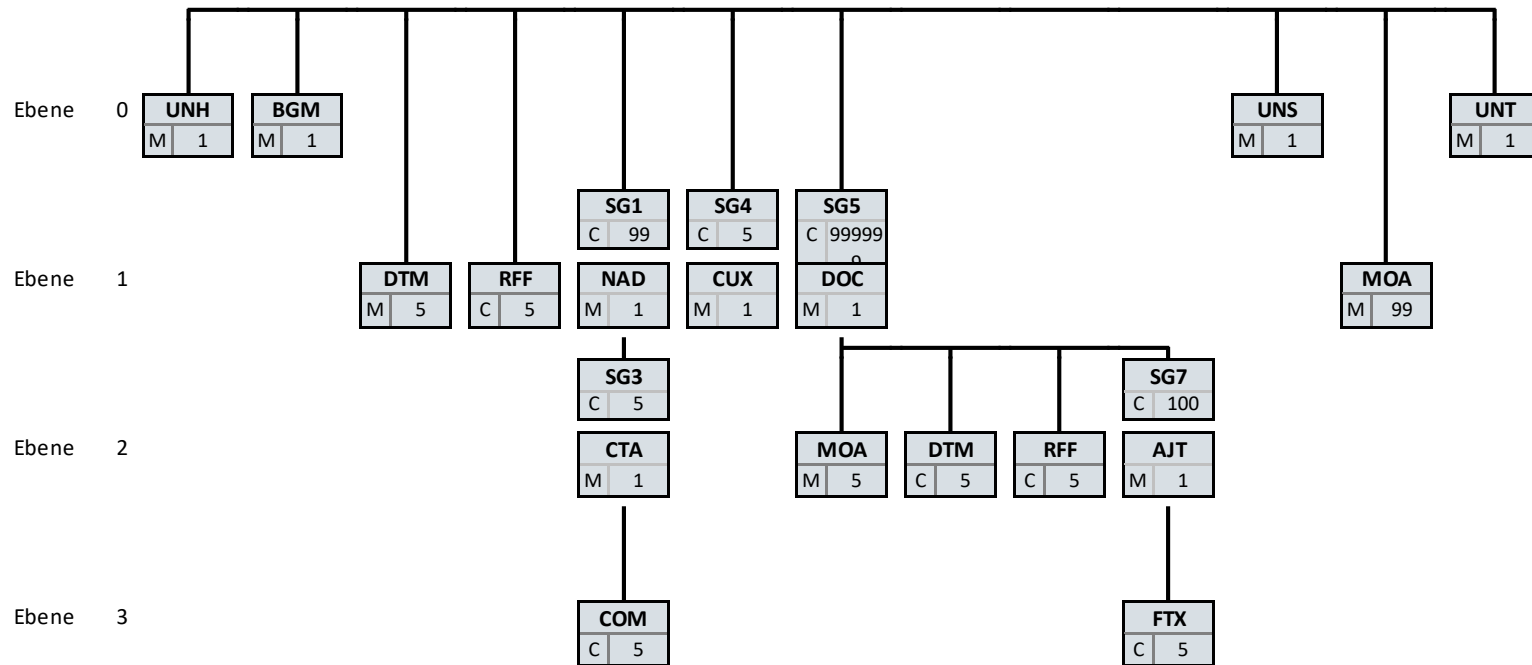 Ebene 0
UNH
M 1
BGM
M 1
UNS
M 1
UNT
M 1
SG1
C 99
SG4
C 5
SG5
C 99999
Ebene 1
DTM
M 5
RFF
C 5
NAD
M 1
CUX
M 1
DOC
M 1
MOA
M 99
SG3
C 5
SG7
C 100
Ebene 2
CTA
M 1
MOA
M 5
DTM
C 5
RFF
C 5
AJT
M 1
Ebene 3
COM
C 5
FTX
C 5